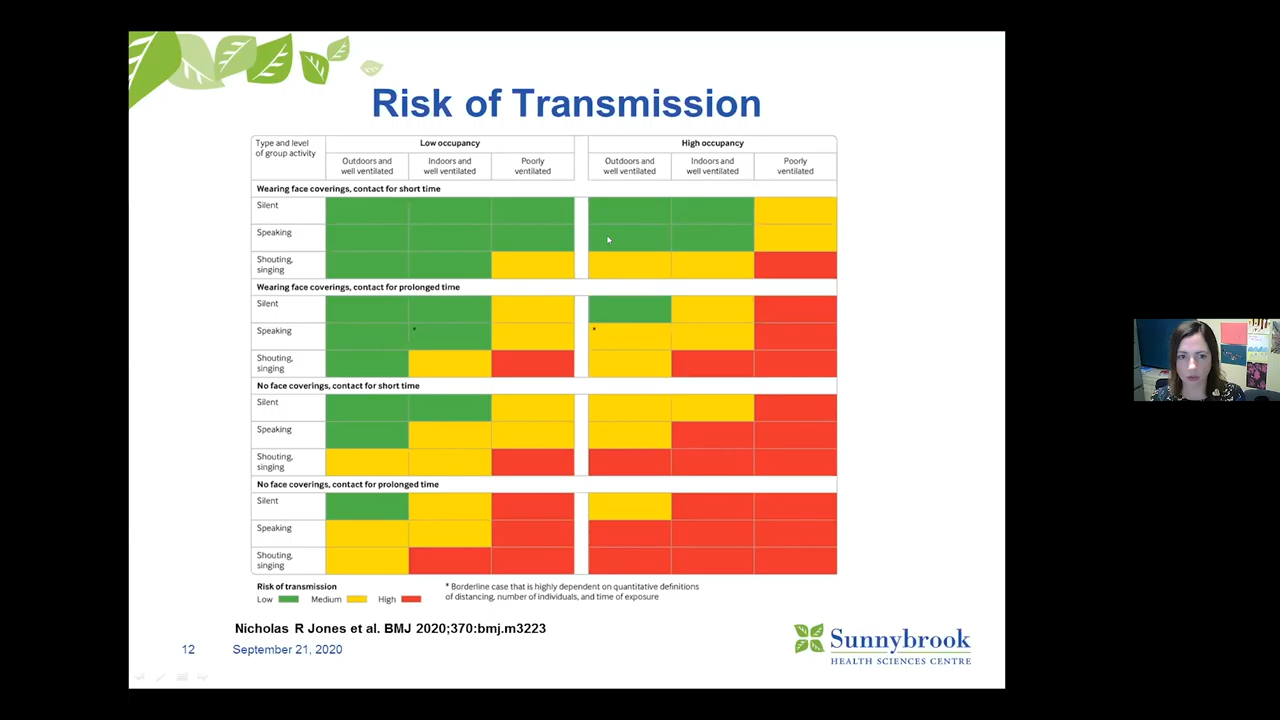 Risk of Transmission
Type and level
of group activity
Low occupancy
High occupancy
Outdoors and
well ventilated
Indoors and
well ventilated
Poorly
ventilated
Outdoors and
well ventilated
Indoors and
well ventilated
Poorly
ventilated
Wearing face coverings, contact for short time
Silent
Speaking
Shouting,
singing
Wearing face coverings, contact for prolonged time
Silent
Speaking * *
Shouting,
singing
No face coverings, contact for short time
Silent
Speaking
Shouting,
singing
No face coverings, contact for prolonged time
Silent
Speaking
Shouting,
singing
Risk of transmission
Low Medium High
* Borderline case that is highly dependent on quantitative definitions
of distancing, number of individuals, and time of exposure
Nicholas R Jones et al. BMJ 2020;370:bmj.m3223
12 September 21, 2020
Sunnybrook
HEALTH SCIENCES CENTRE